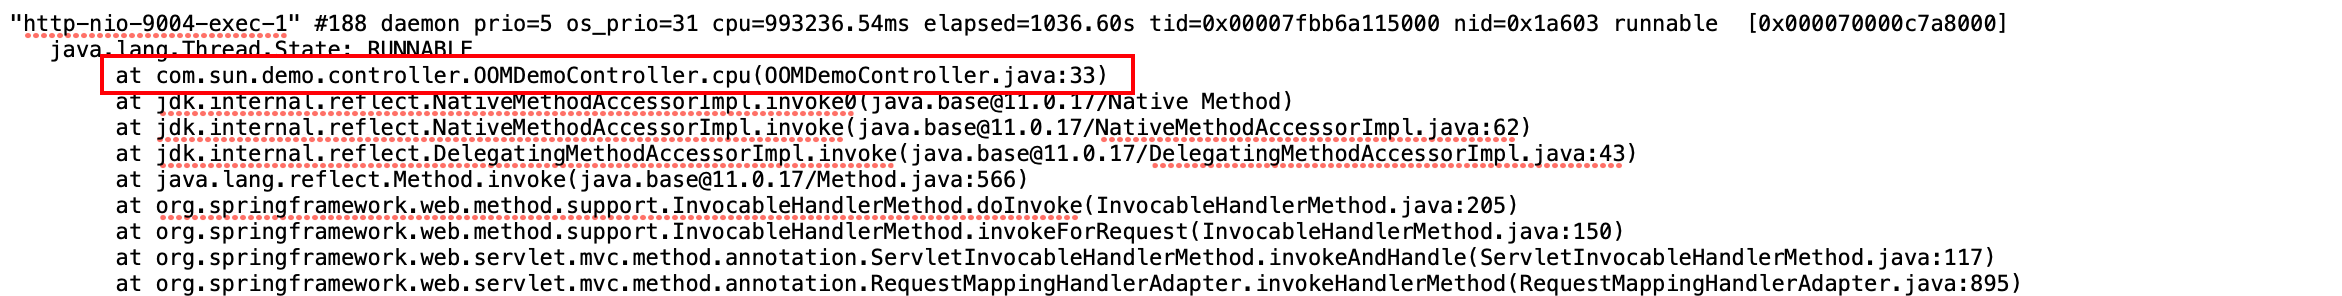 "http-nio-9004-exec-1" #188 daemon prio=5 os_prio=31 cpu=993236.54ms elapsed=1036.60s tid=0x00007fbb6a115000 nid=0x1a603 runnable  [0x000070000c7a8000]
java.lang.Thread.State: RUNNABLE
at com.sun.demo.controller.OOMDemoController.cpu(OOMDemoController.java:33)
at jdk.internal.reflect.NativeMethodAccessorImpl.invoke0(java.base@11.0.17/Native Method)
at jdk.internal.reflect.NativeMethodAccessorImpl.invoke(java.base@11.0.17/NativeMethodAccessorImpl.java:62)
at jdk.internal.reflect.DelegatingMethodAccessorImpl.invoke(java.base@11.0.17/DelegatingMethodAccessorImpl.java:43)
at java.lang.reflect.Method.invoke(java.base@11.0.17/Method.java:566)
at org.springframework.web.method.support.InvocableHandlerMethod.doInvoke(InvocableHandlerMethod.java:205)
at org.springframework.web.method.support.InvocableHandlerMethod.invokeForRequest(InvocableHandlerMethod.java:150)
at org.springframework.web.servlet.mvc.method.annotation.ServletInvocableHandlerMethod.invokeAndHandle(ServletInvocableHandlerMethod.java:117)
at org.springframework.web.servlet.mvc.method.annotation.RequestMappingHandlerAdapter.invokeHandlerMethod(RequestMappingHandlerAdapter.java:895)